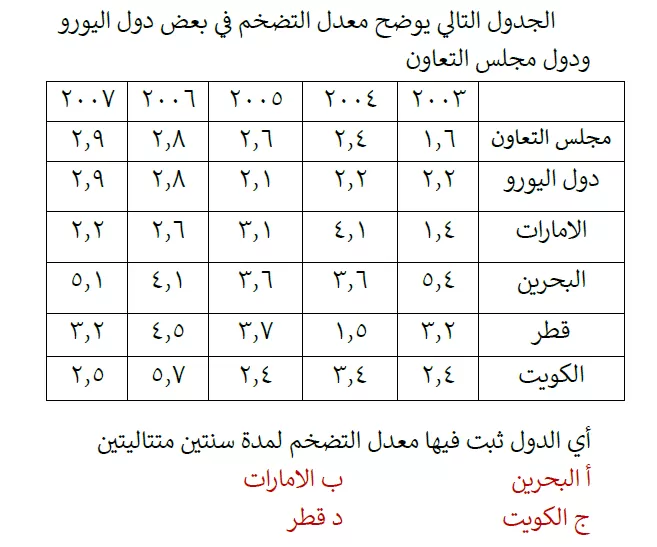 الجدول التالي يوضح معدل التضخم في بعض دول اليورو
ودول مجلس التعاون
٢٠٠٣ ٢٠٠٤ ٢٠٠٥ ٢٠٠٦ ٢٠٠٧
مجلس التعاون ١,٦ ٢,٤ ٢,٦ ٢,٨ ٢,٩
دول اليورو ٢,٢ ٢,٢ ٢,١ ٢,٨ ٢,٩
الامارات ١,٤ ٤,١ ٣,١ ٢,٦ ٢,٢
البحرين ٥,٤ ٣,٦ ٣,٦ ٤,١ ٥,١
قطر ٣,٢ ١,٥ ٣,٧ ٤,٥ ٣,٢
الكويت ٢,٤ ٣,٤ ٢,٤ ٥,٧ ٢,٥
أي الدول ثبت فيها معدل التضخم لمدة سنتين متتاليتين
أ البحرين ب الامارات
ج الكويت د قطر